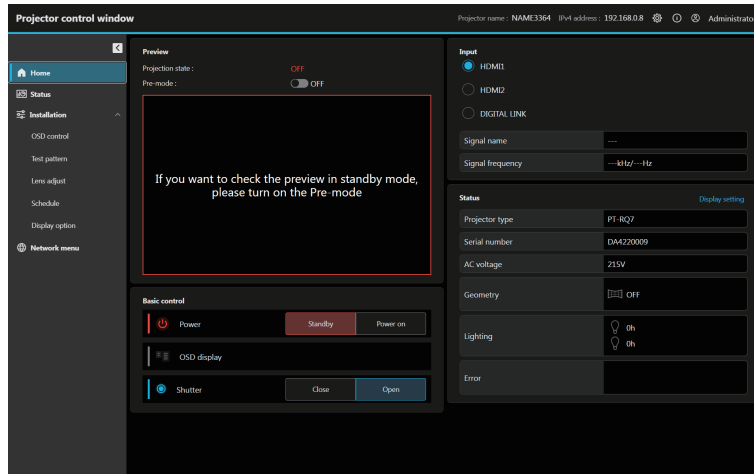 Projector control window
Projector name : NAME3364 IPv4 address : 192.168.0.8 Administrato
Home
Status
Installation
OSD control
Test pattern
Lens adjust
Schedule
Display option
Network menu
Preview
Projection state : OFF
Pre-mode : OFF
If you want to check the preview in standby mode,
please turn on the Pre-mode
Basic control
Power Standby Power on
OSD display
Shutter Close Open
Input
HDMI1
HDMI2
DIGITAL LINK
Signal name ---
Signal frequency ---kHz/---Hz
Status Display setting
Projector type PT-RQ7
Serial number DA4220009
AC voltage 215V
Geometry OFF
Lighting 0h
0h
Error